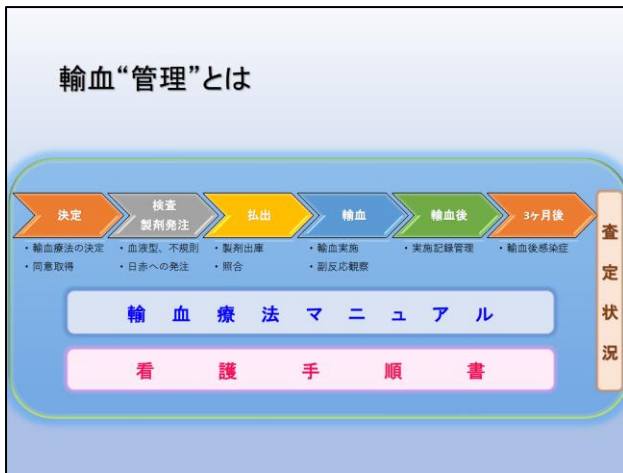 輸血“管理”とは
決定
検査
製剤発注
払出
輸血
輸血後
3ヶ月後
・輸血療法の決定
・同意取得
・血液型、不規則
・日赤への発注
・製剤出庫
・照合
・輸血実施
・副反応観察
・実施記録管理
・輸血後感染症
査定状況
輸血療法マニュアル
看護手順書